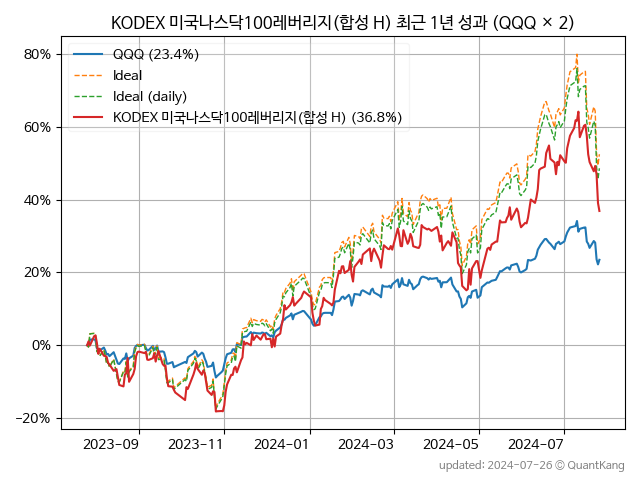 KODEX 미국나스닥100레버리지(합성 H) 최근 1년 성과 (QQQ × 2)
QQQ (23.4%)
Ideal
Ideal (daily)
KODEX 미국나스닥100레버리지(합성 H) (36.8%)
80%
60%
40%
20%
0%
−20%
2023−09 2023−11 2024−01 2024−03 2024−05 2024−07
updated: 2024-07-26 © QuantKang